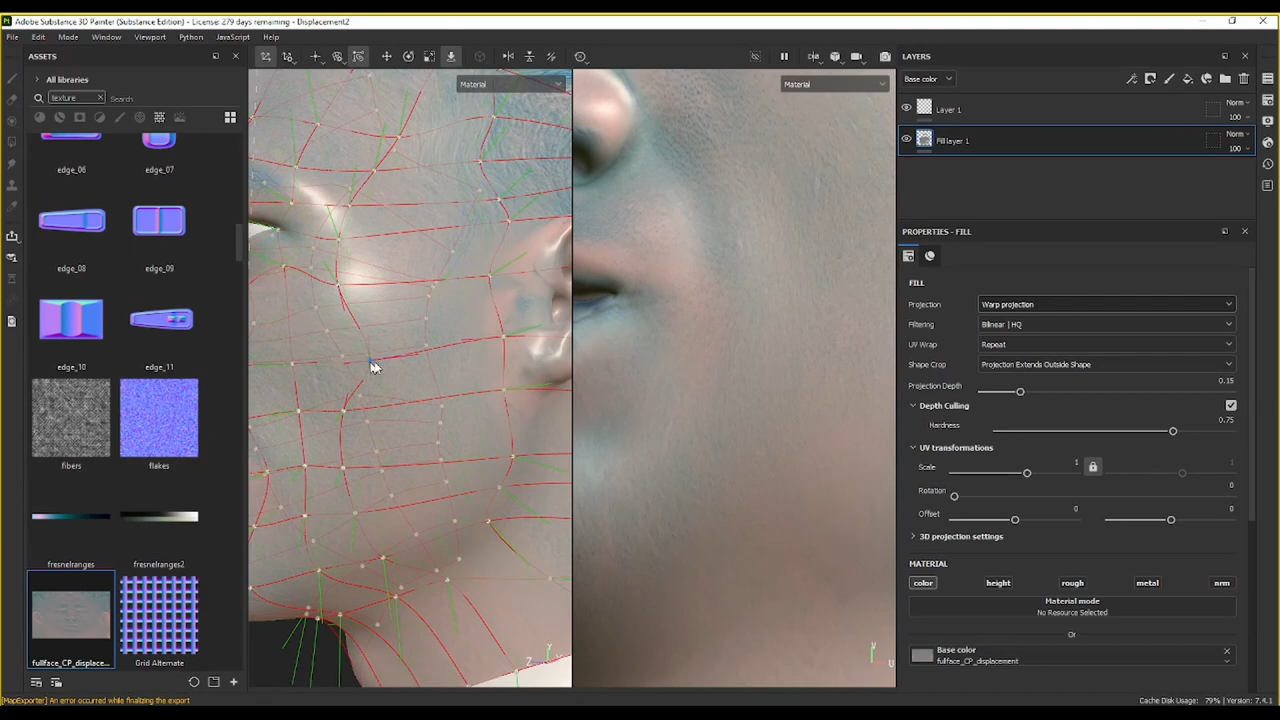 Adobe Substance 3D Painter (Substance Edition) - License: 279 days remaining - Displacement2
File Edit Mode Window Viewport Python JavaScript Help
ASSETS
All libraries
texture
Search
edge_06 edge_07
edge_08 edge_09
edge_10 edge_11
fibers flakes
fresnelranges fresnelranges2
fullface_CP_displace... Grid Alternate
Material
Material
LAYERS
Base color
Layer 1
Norm
100
Fill layer 1
Norm
100
PROPERTIES - FILL
FILL
Projection Warp projection
Filtering Bilinear | HQ
UV Wrap Repeat
Shape Crop Projection Extends Outside Shape
Projection Depth 0.15
Depth Culling
Hardness 0.75
UV transformations
Scale 1 1
Rotation 0
Offset 0 0
3D projection settings
MATERIAL
color height rough metal nrm
Material mode
No Resource Selected
Or
Base color
fullface_CP_displacement
Z Y
Y U
[MapExporter] An error occurred while finalizing the export
Cache Disk Usage: 79% | Version: 7.4.1